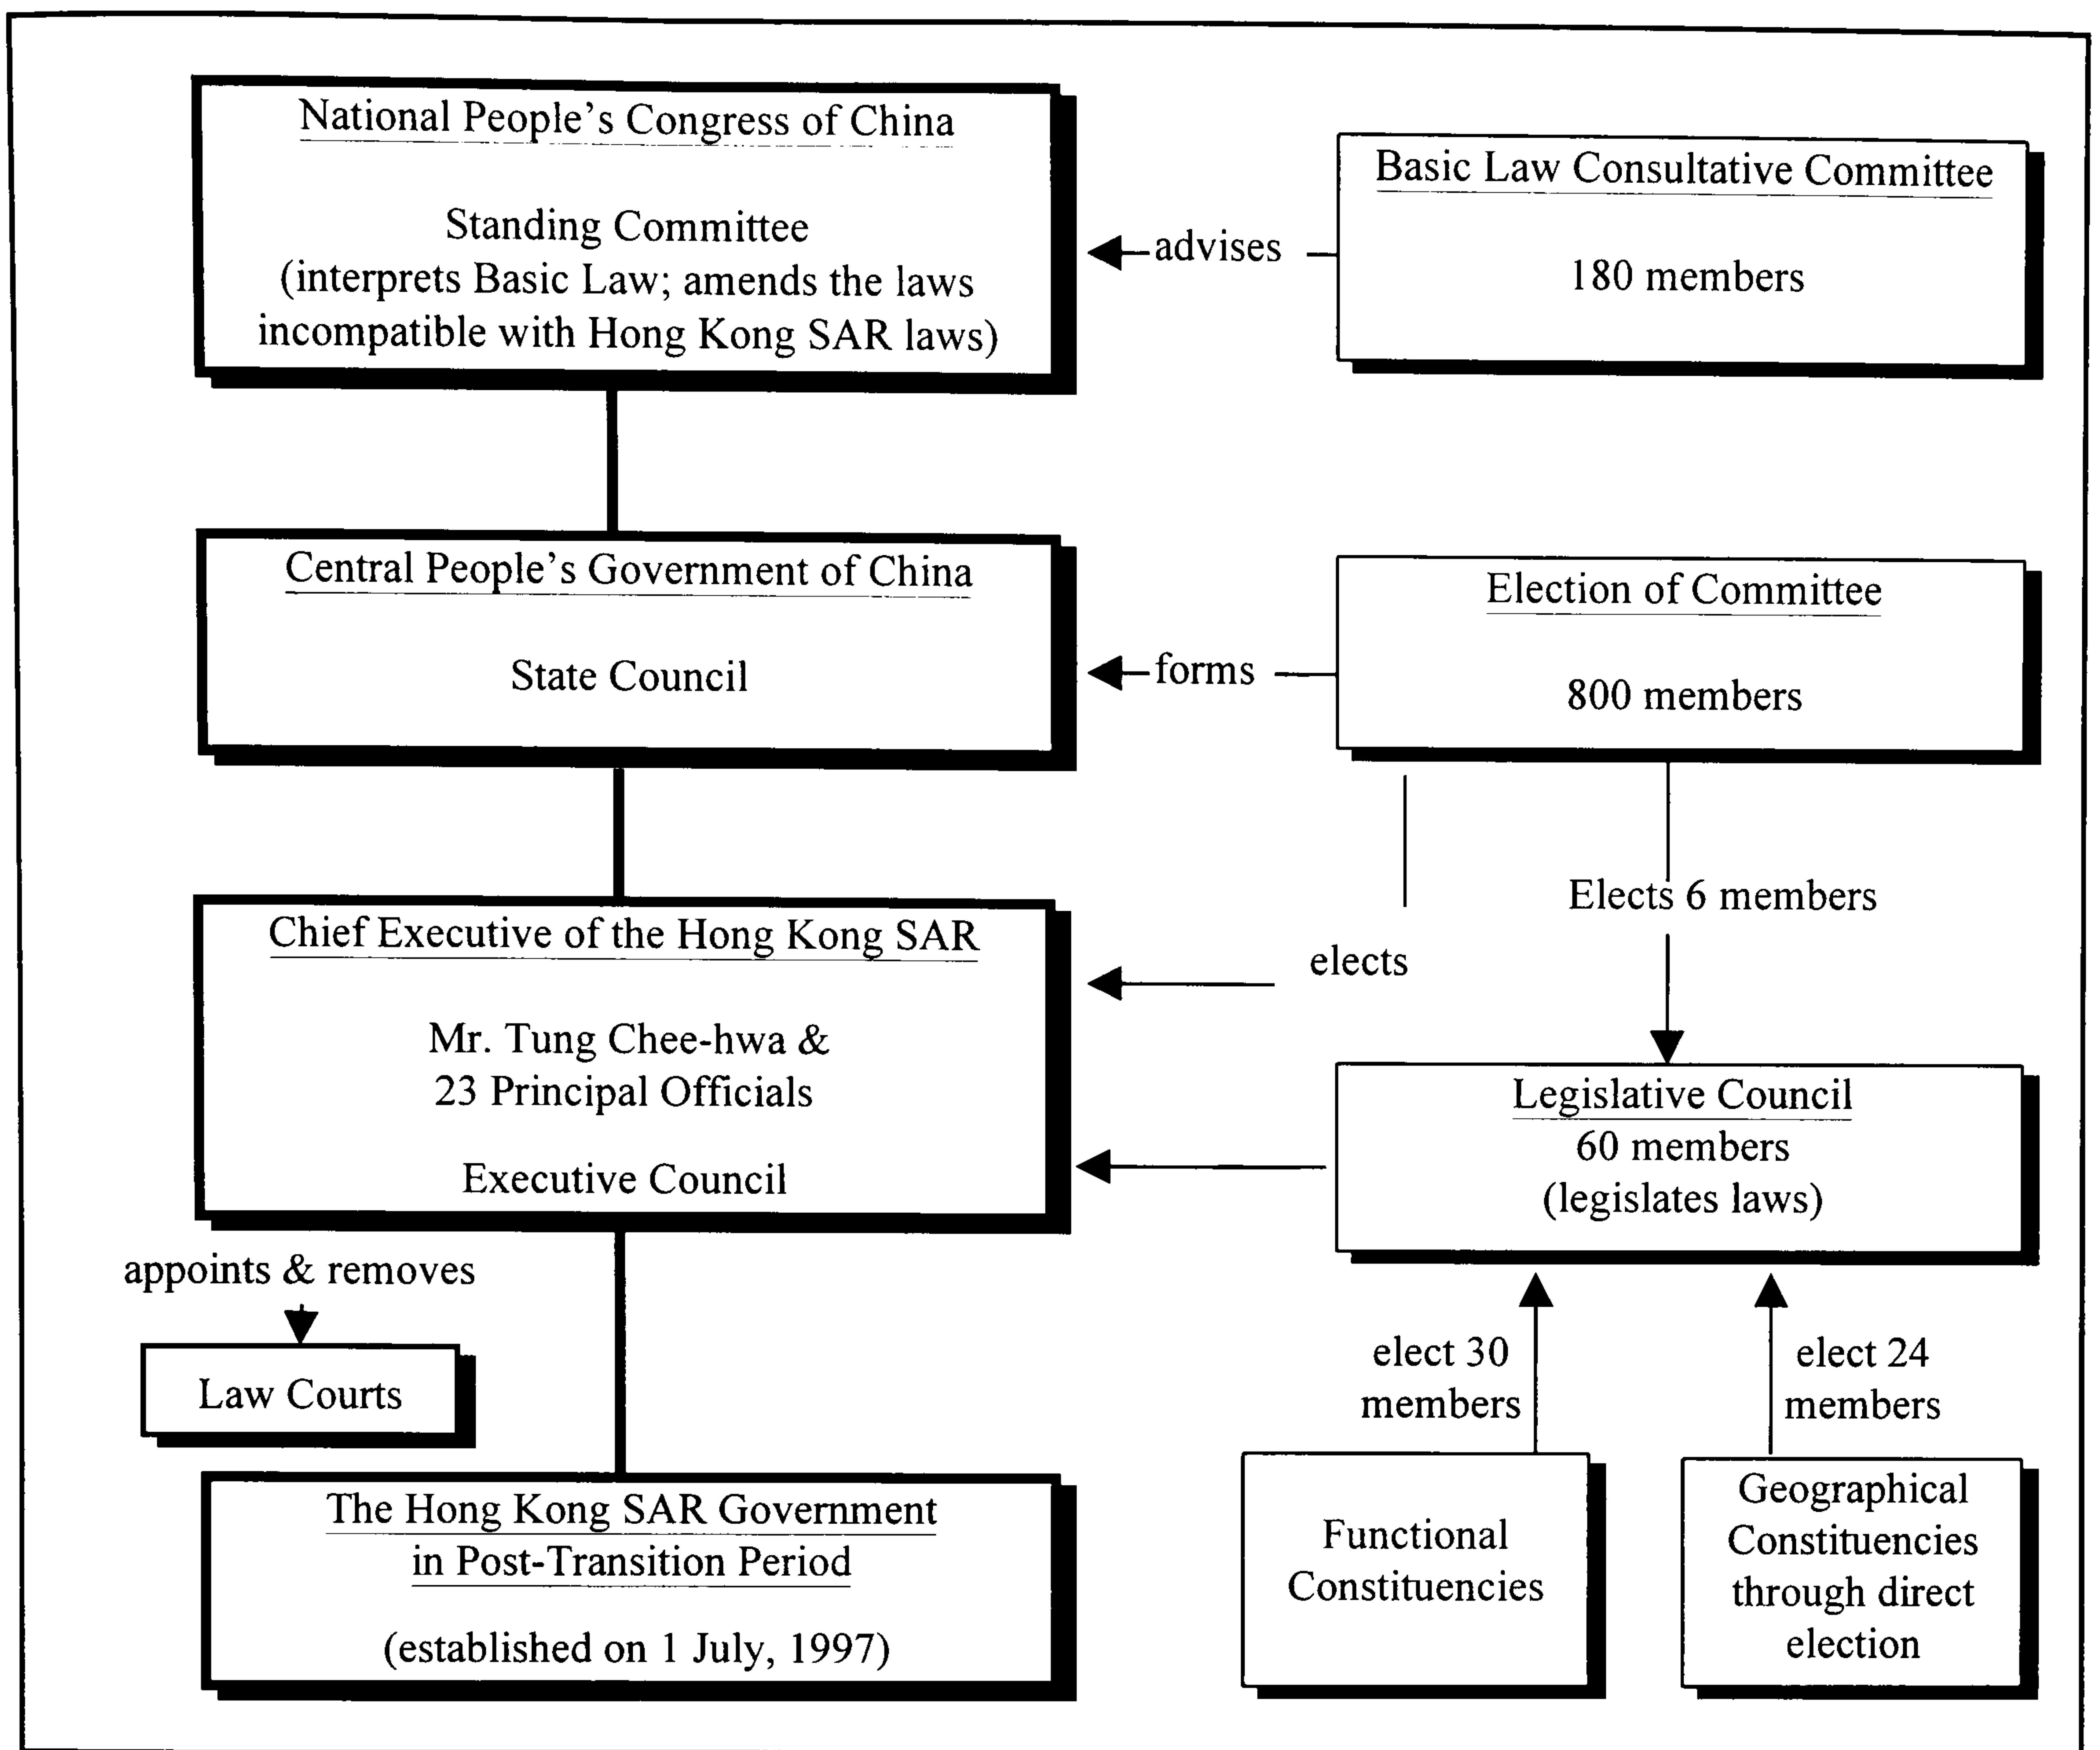 National People's Congress of China
Standing Committee
(interprets Basic Law; amends the laws
incompatible with Hong Kong SAR laws)
advises
Basic Law Consultative Committee
180 members
Central People's Government of China
State Council
forms
Election of Committee
800 members
Elects 6 members
elects
Chief Executive of the Hong Kong SAR
Mr. Tung Chee-hwa &
23 Principal Officials
Executive Council
Legislative Council
60 members
(legislates laws)
appoints & removes
Law Courts
elect 30
members
elect 24
members
The Hong Kong SAR Government
in Post-Transition Period
(established on 1 July, 1997)
Functional
Constituencies
Geographical
Constituencies
through direct
election